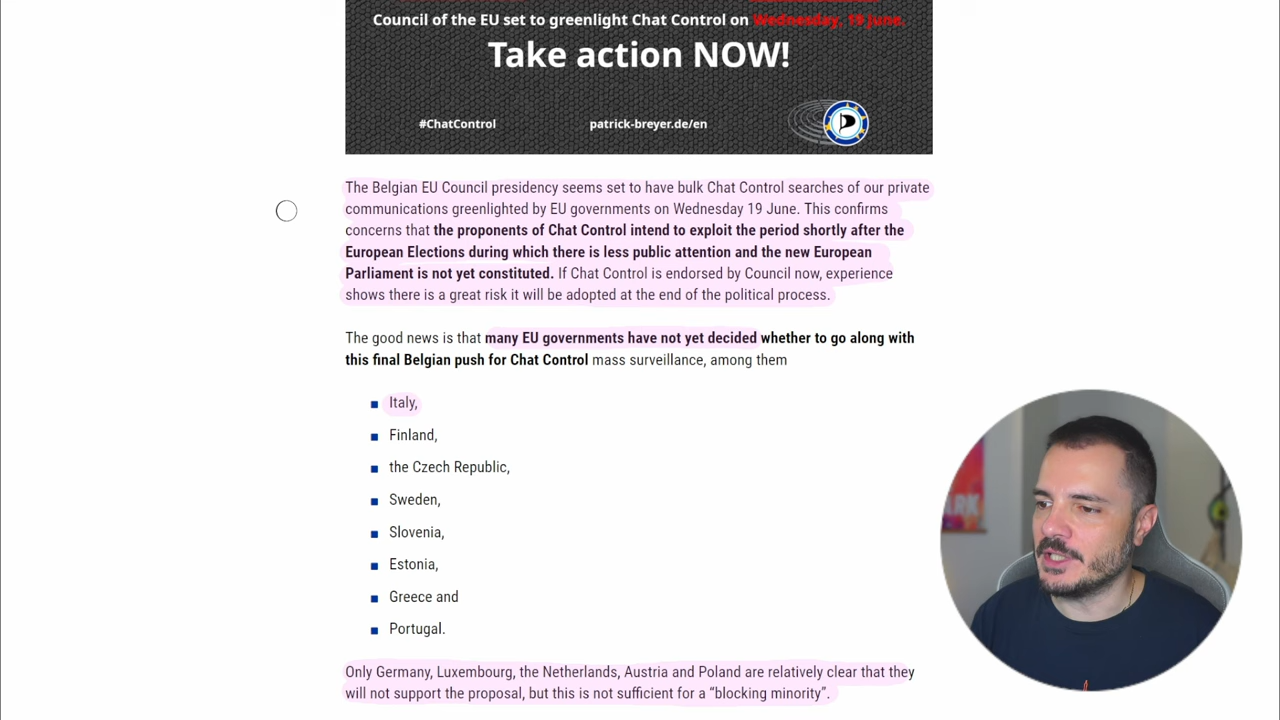 Council of the EU set to greenlight Chat Control on Wednesday, 19 June.
Take action NOW!
#ChatControl
patrick-breyer.de/en
The Belgian EU Council presidency seems set to have bulk Chat Control searches of our private
communications greenlighted by EU governments on Wednesday 19 June. This confirms
concerns that the proponents of Chat Control intend to exploit the period shortly after the
European Elections during which there is less public attention and the new European
Parliament is not yet constituted. If Chat Control is endorsed by Council now, experience
shows there is a great risk it will be adopted at the end of the political process.
The good news is that many EU governments have not yet decided whether to go along with
this final Belgian push for Chat Control mass surveillance, among them
Italy,
Finland,
the Czech Republic,
Sweden,
Slovenia,
Estonia,
Greece and
Portugal.
Only Germany, Luxembourg, the Netherlands, Austria and Poland are relatively clear that they
will not support the proposal, but this is not sufficient for a “blocking minority”.